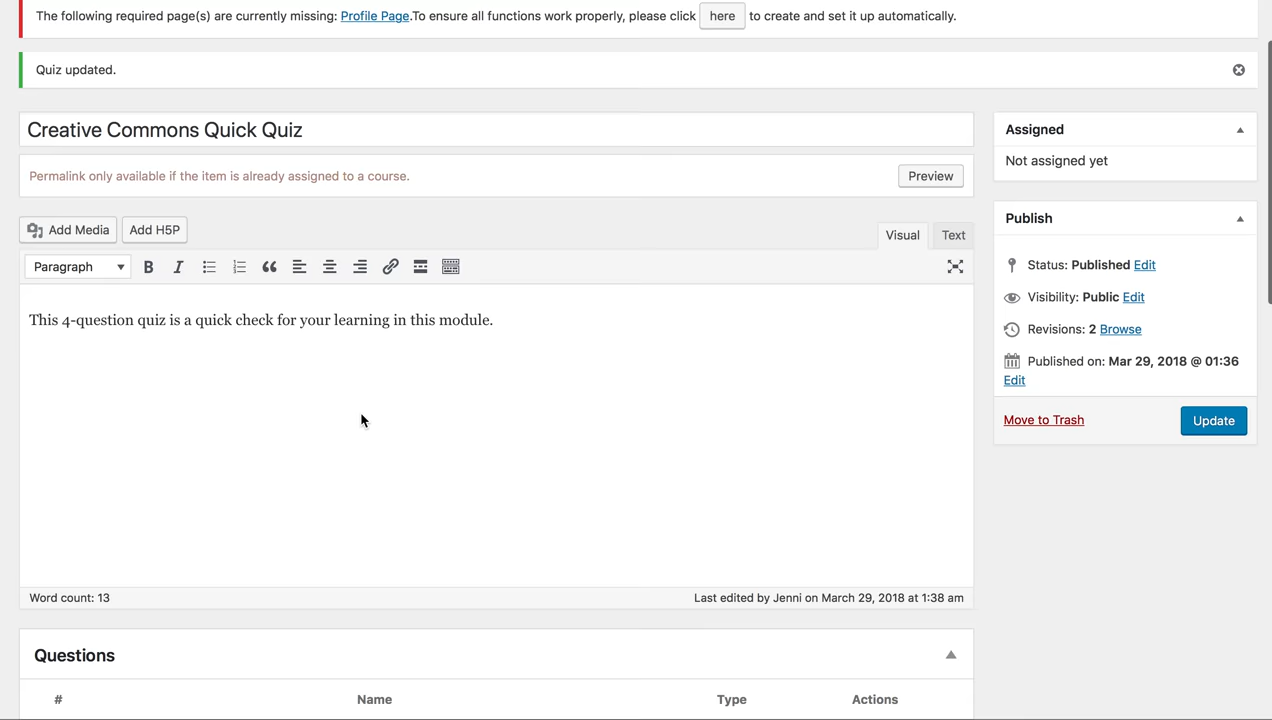 The following required page(s) are currently missing: Profile Page.To ensure all functions work properly, please click here to create and set it up automatically.
Quiz updated.
Creative Commons Quick Quiz
Permalink only available if the item is already assigned to a course.
Preview
Add Media
Add H5P
Visual
Text
Paragraph
This 4-question quiz is a quick check for your learning in this module.
Word count: 13
Last edited by Jenni on March 29, 2018 at 1:38 am
Questions
# Name Type Actions
Assigned
Not assigned yet
Publish
Status: Published Edit
Visibility: Public Edit
Revisions: 2 Browse
Published on: Mar 29, 2018 @ 01:36
Edit
Move to Trash
Update